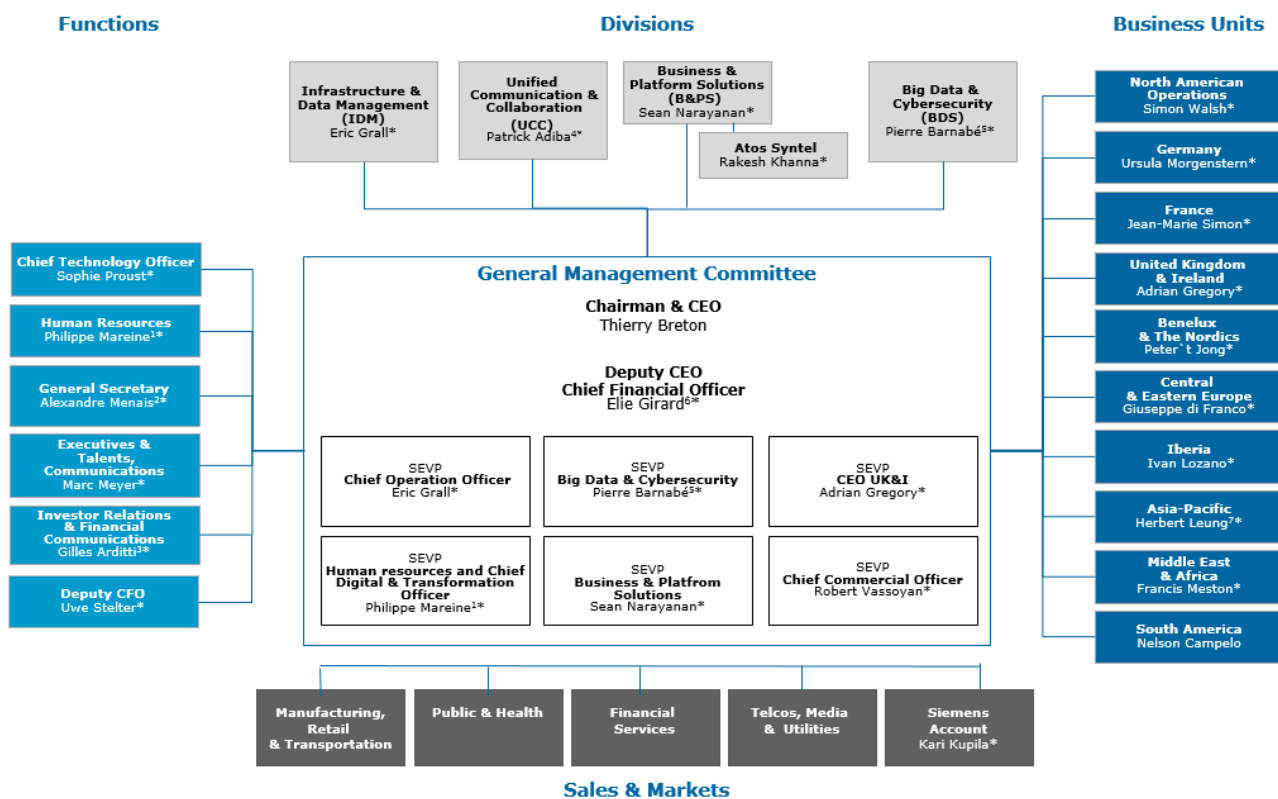 Functions
Divisions
Business Units
Infrastructure &
Data Management
(IDM)
Eric Grall*
Unified
Communication &
Collaboration
(UCC)
Patrick Adiba⁴*
Business &
Platform Solutions
(B&PS)
Sean Narayanan*
Atos Syntel
Rakesh Khanna*
Big Data &
Cybersecurity
(BDS)
Pierre Barnabé⁵*
Chief Technology Officer
Sophie Proust*
Human Resources
Philippe Mareine¹*
General Secretary
Alexandre Menais²*
Executives &
Talents,
Communications
Marc Meyer*
Investor Relations
& Financial
Communications
Gilles Arditti³*
Deputy CFO
Uwe Stelter*
General Management Committee
Chairman & CEO
Thierry Breton
Deputy CEO
Chief Financial Officer
Elie Girard⁶*
SEVP
Chief Operation Officer
Eric Grall*
SEVP
Big Data & Cybersecurity
Pierre Barnabé⁵*
SEVP
CEO UK&I
Adrian Gregory*
SEVP
Human resources and Chief
Digital & Transformation
Officer
Philippe Mareine¹*
SEVP
Business & Platfrom
Solutions
Sean Narayanan*
SEVP
Chief Commercial Officer
Robert Vassoyan*
North American
Operations
Simon Walsh*
Germany
Ursula Morgenstern*
France
Jean-Marie Simon*
United Kingdom
& Ireland
Adrian Gregory*
Benelux
& The Nordics
Peter`t Jong*
Central
& Eastern Europe
Giuseppe di Franco*
Iberia
Ivan Lozano*
Asia-Pacific
Herbert Leung⁷*
Middle East
& Africa
Francis Meston*
South America
Nelson Campelo
Manufacturing,
Retail
& Transportation
Public & Health
Financial
Services
Telcos, Media
& Utilities
Siemens
Account
Kari Kupila*
Sales & Markets